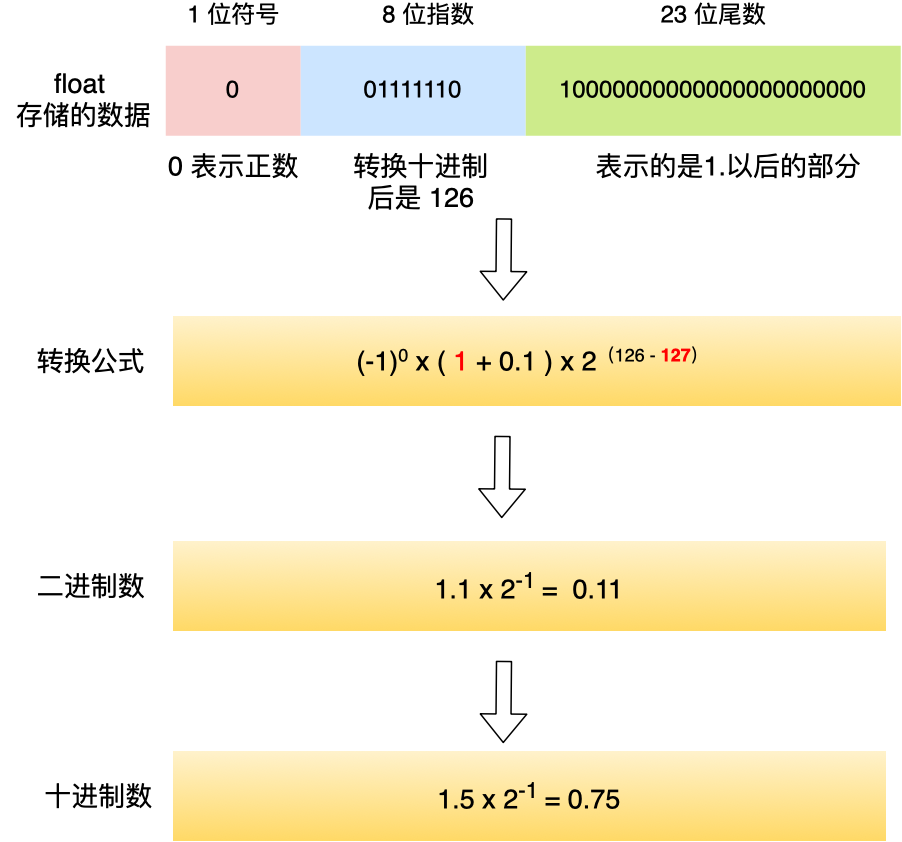 1 位符号 8 位指数 23 位尾数
float
存储的数据
0 01111110 10000000000000000000000
0 表示正数 转换十进制
后是 126 表示的是1.以后的部分
转换公式 (-1)⁰ x ( 1 + 0.1 ) x 2 ⁽¹²⁶ ⁻ ¹²⁷⁾
二进制数 1.1 x 2⁻¹ = 0.11
十进制数 1.5 x 2⁻¹ = 0.75